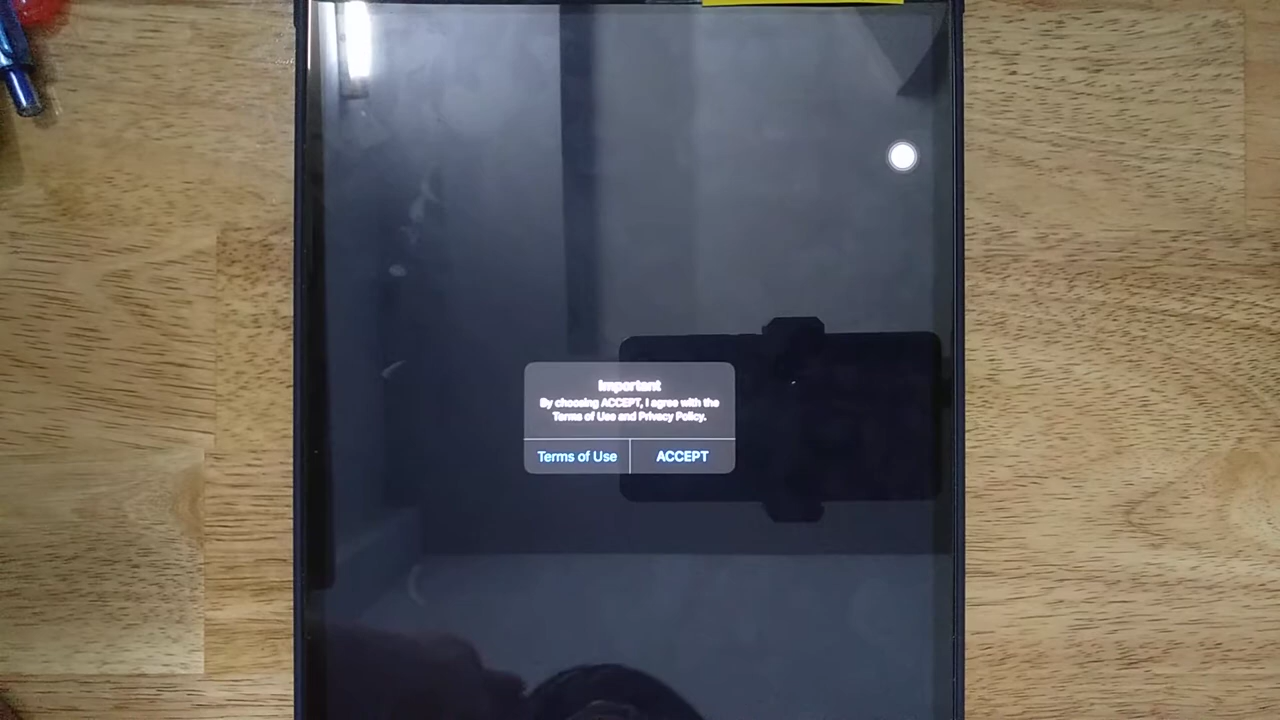 Important
By choosing ACCEPT, I agree with the
Terms of Use and Privacy Policy.
Terms of Use
ACCEPT